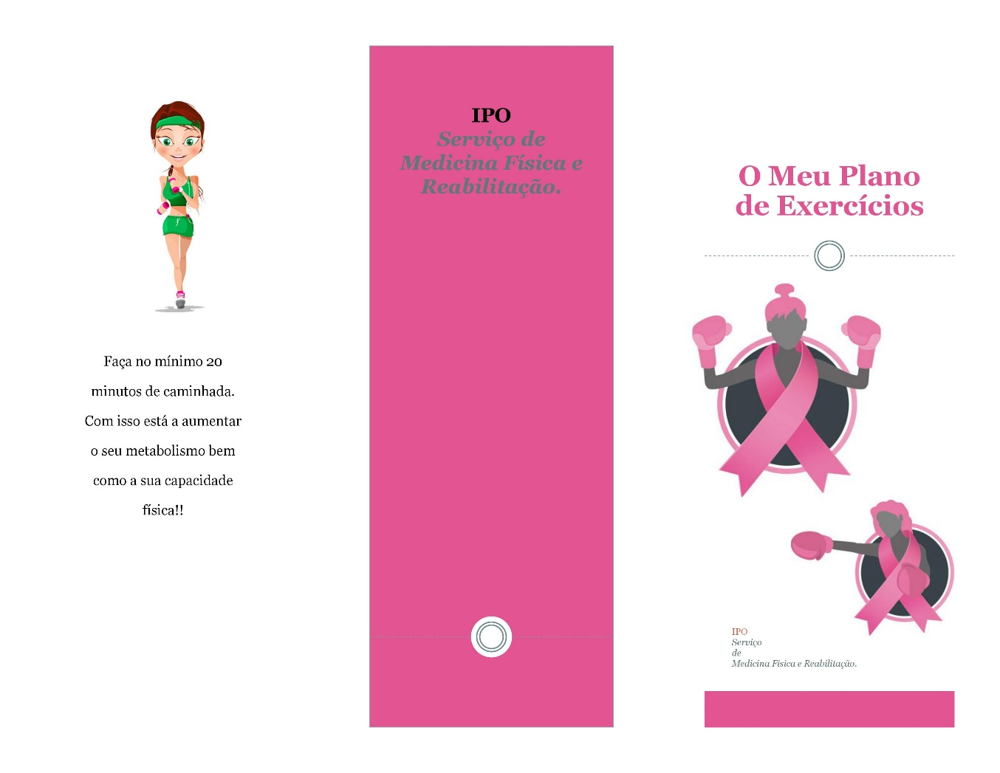 Faça no mínimo 20
minutos de caminhada.
Com isso está a aumentar
o seu metabolismo bem
como a sua capacidade
física!!
IPO
Serviço de
Medicina Física e
Reabilitação.
O Meu Plano
de Exercícios
IPO
Serviço
de
Medicina Física e Reabilitação.